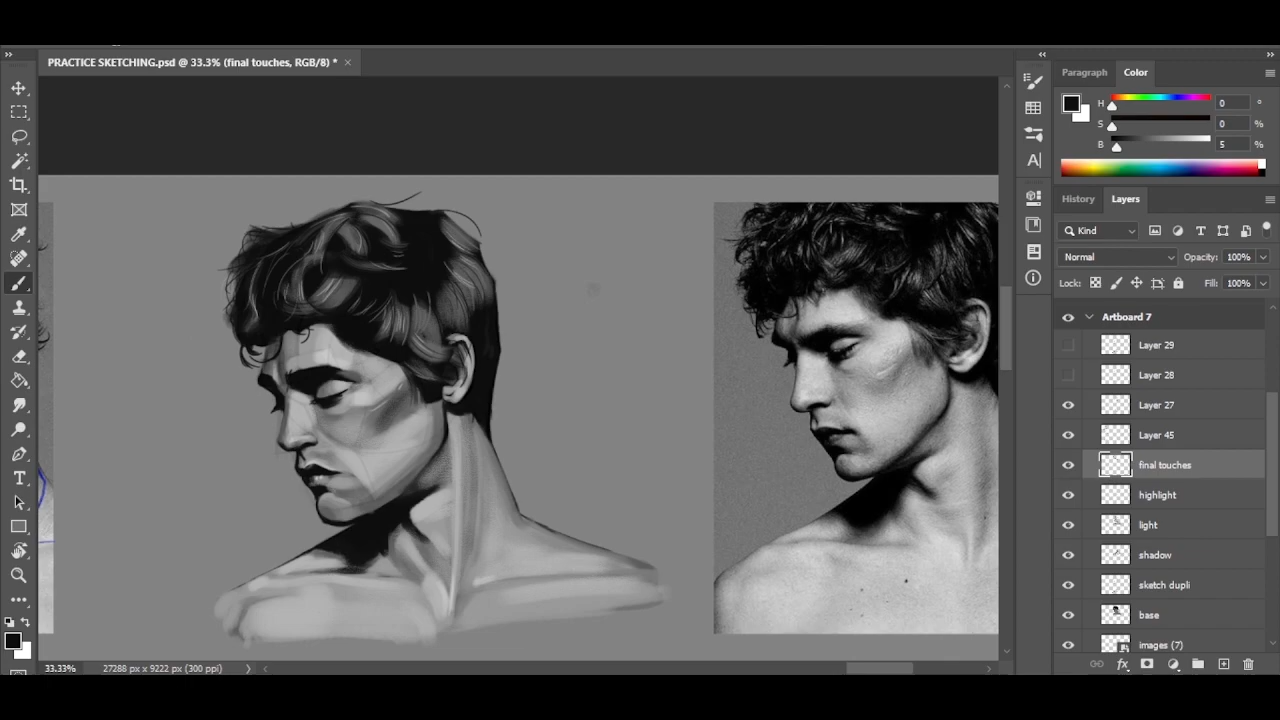 PRACTICE SKETCHING.psd @ 33.3% (final touches, RGB/8) *
Paragraph Color
H 0 °
S 0 %
B 5 %
History Layers
Kind
Normal Opacity: 100%
Lock: Fill: 100%
Artboard 7
Layer 29
Layer 28
Layer 27
Layer 45
final touches
highlight
light
shadow
sketch dupli
base
images (7)
33.33% 27288 px x 9222 px (300 ppi)